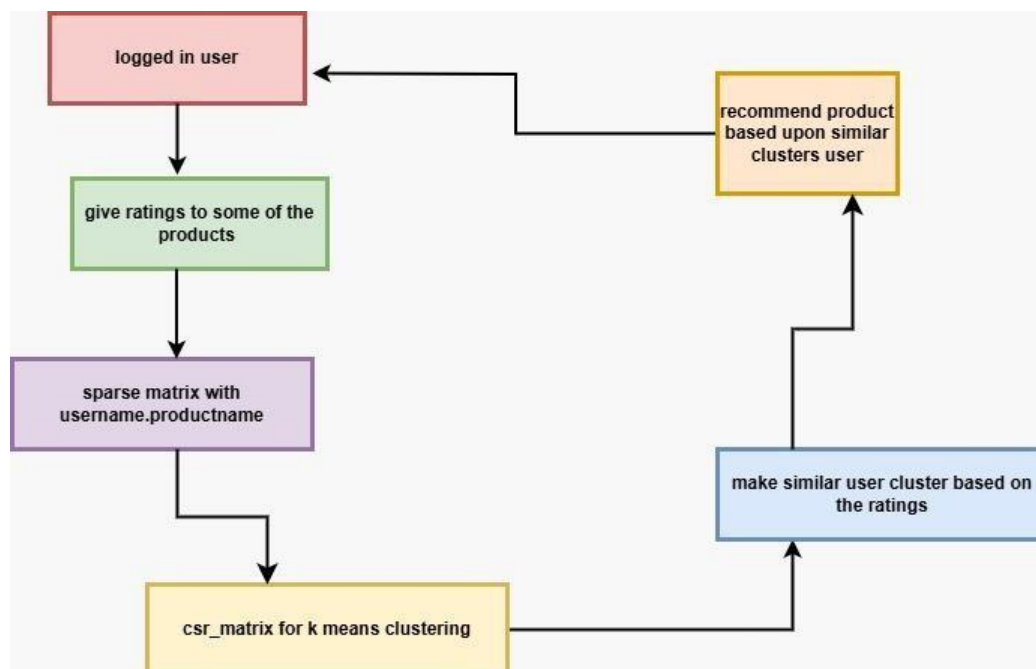 logged in user
give ratings to some of the
products
sparse matrix with
username.productname
csr_matrix for k means clustering
make similar user cluster based on
the ratings
recommend product
based upon similar
clusters user